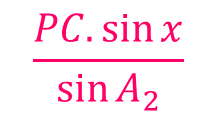 PC. sin x
sin A₂